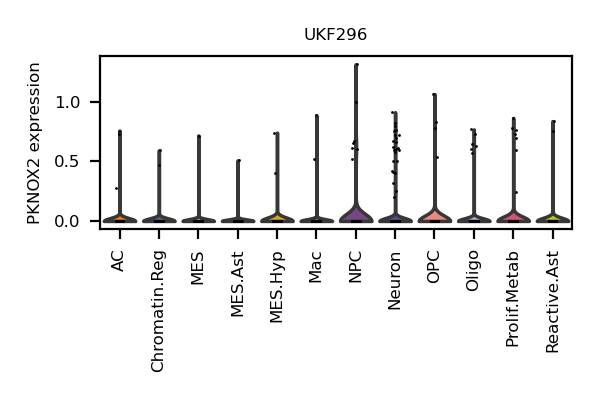 UKF296
PKNOX2 expression
1.0
0.5
0.0
AC
Chromatin.Reg
MES
MES.Ast
MES.Hyp
Mac
NPC
Neuron
OPC
Oligo
Prolif.Metab
Reactive.Ast